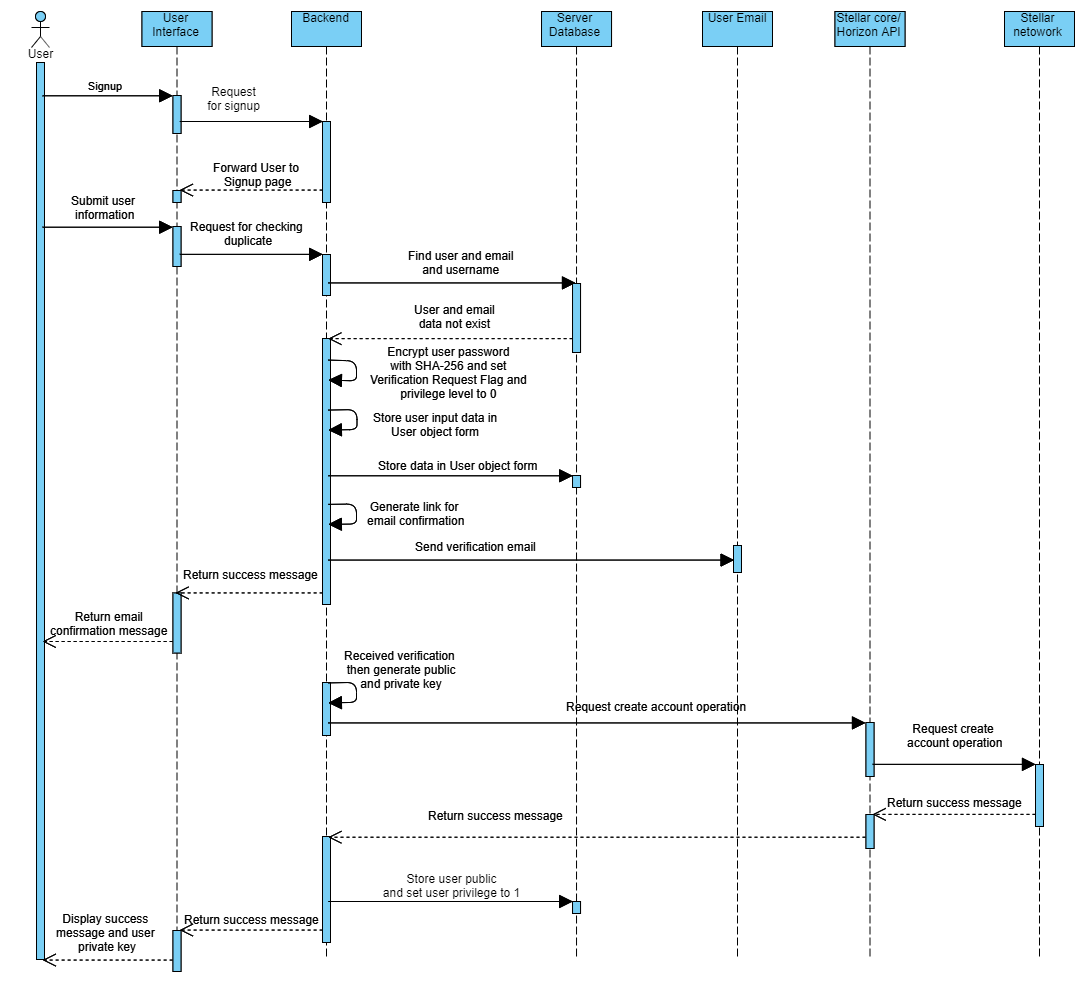 User
User
Interface
Backend
Server
Database
User Email
Stellar core/
Horizon API
Stellar
netowork
Signup
Request
for signup
Forward User to
Signup page
Submit user
information
Request for checking
duplicate
Find user and email
and username
User and email
data not exist
Encrypt user password
with SHA-256 and set
Verification Request Flag and
privilege level to 0
Store user input data in
User object form
Store data in User object form
Generate link for
email confirmation
Send verification email
Return success message
Return email
confirmation message
Received verification
then generate public
and private key
Request create account operation
Request create
account operation
Return success message
Return success message
Store user public
and set user privilege to 1
Return success message
Display success
message and user
private key